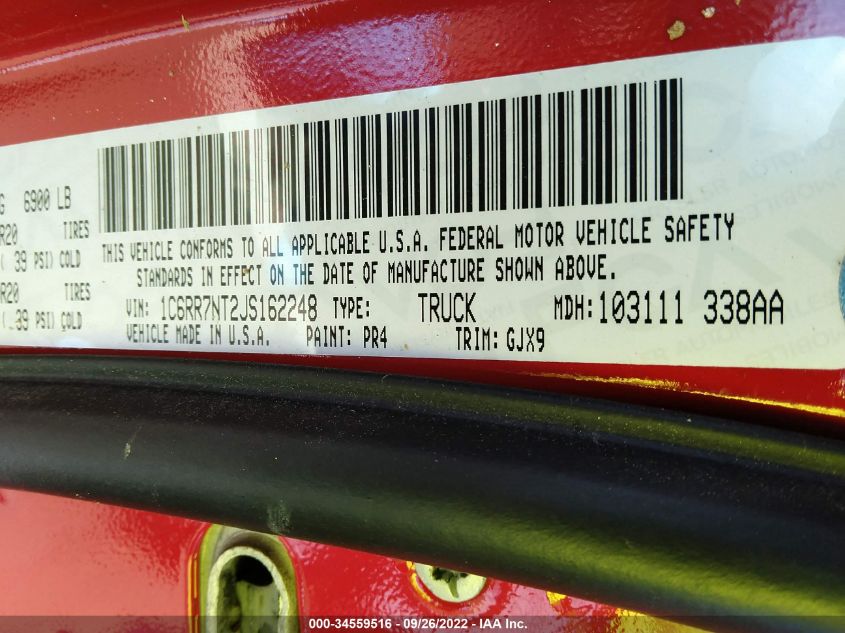 G 6900 LB
R20 TIRES
( 39 PSI) COLD
R20 TIRES
( 39 PSI) COLD
THIS VEHICLE CONFORMS TO ALL APPLICABLE U.S.A. FEDERAL MOTOR VEHICLE SAFETY
STANDARDS IN EFFECT ON THE DATE OF MANUFACTURE SHOWN ABOVE.
VIN: 1C6RR7NT2JS162248 TYPE: TRUCK MDH: 103111 338AA
VEHICLE MADE IN U.S.A. PAINT: PR4 TRIM: GJX9
000-34559516 - 09/26/2022 - IAA Inc.